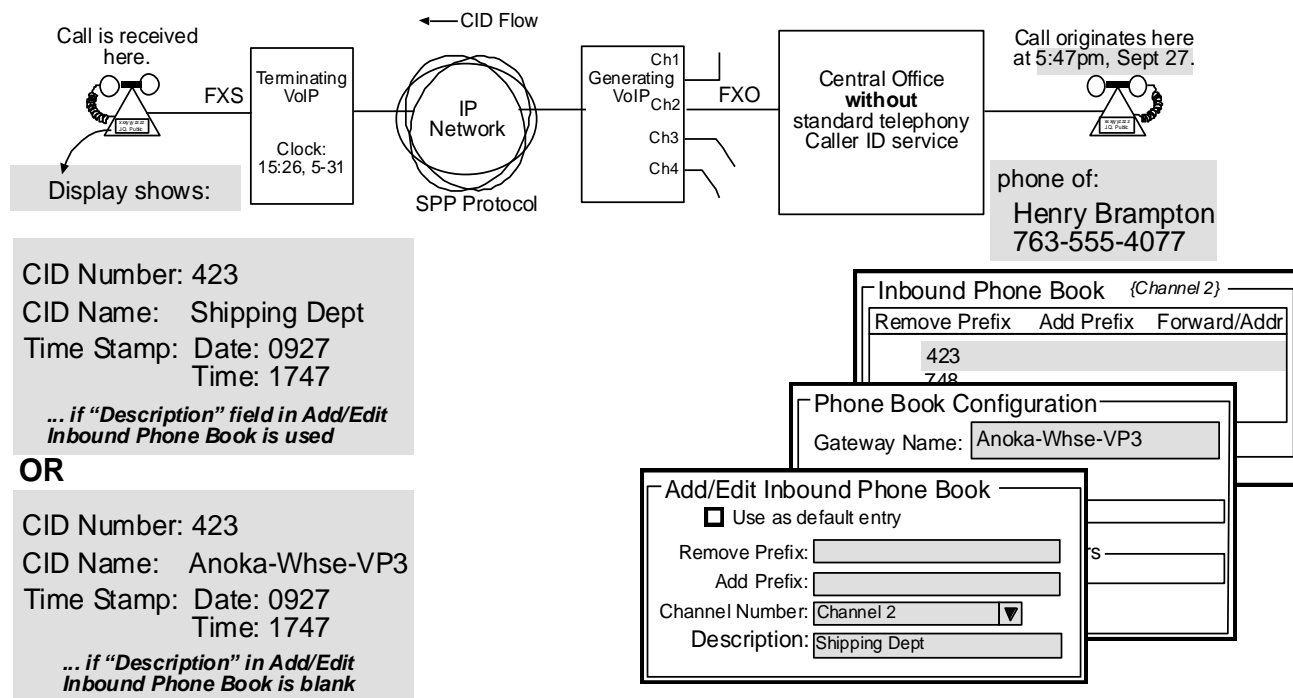 CID Flow
Call is received
here.
FXS
Terminating
VoIP
Clock:
15:26, 5-31
IP
Network
SPP Protocol
Generating
VoIP
Ch1
Ch2
Ch3
Ch4
FXO
Central Office
without
standard telephony
Caller ID service
Call originates here
at 5:47pm, Sept 27.
J.Q. Public
J.Q. Public
phone of:
Henry Brampton
763-555-4077
Display shows:
CID Number: 423
CID Name: Shipping Dept
Time Stamp: Date: 0927
Time: 1747
... if “Description” field in Add/Edit
Inbound Phone Book is used
OR
CID Number: 423
CID Name: Anoka-Whse-VP3
Time Stamp: Date: 0927
Time: 1747
... if “Description” in Add/Edit
Inbound Phone Book is blank
Inbound Phone Book {Channel 2}
Remove Prefix Add Prefix Forward/Addr
423
748
Phone Book Configuration
Gateway Name: Anoka-Whse-VP3
rs
Add/Edit Inbound Phone Book
Use as default entry
Remove Prefix:
Add Prefix:
Channel Number: Channel 2
Description: Shipping Dept